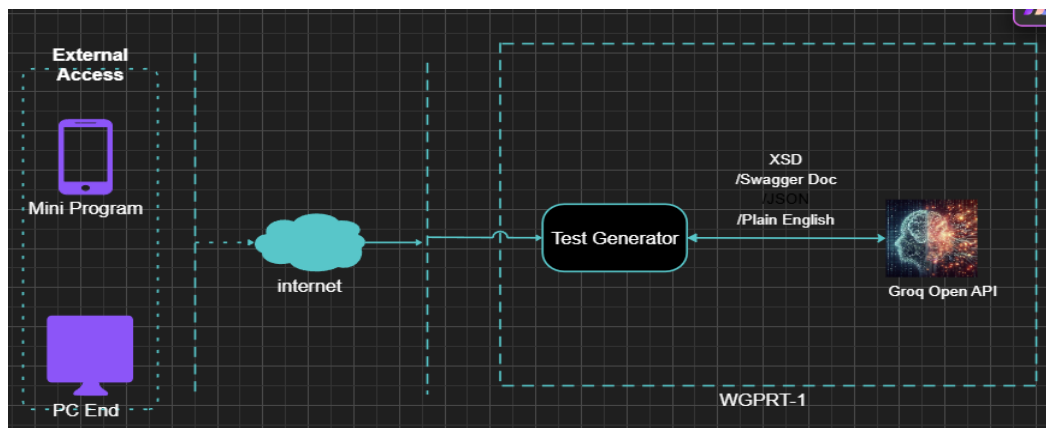 External
Access
Mini Program
PC End
internet
Test Generator
XSD
/Swagger Doc
/JSON
/Plain English
Groq Open API
WGPRT-1